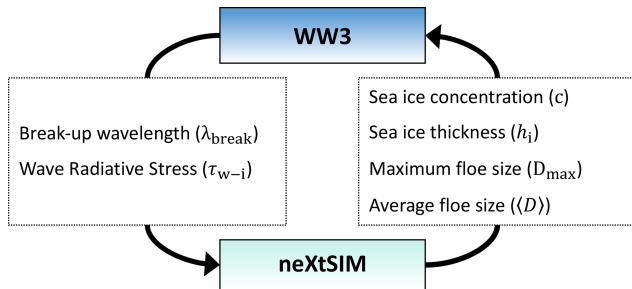 WW3
Break-up wavelength (λbreak)
Wave Radiative Stress (τw−i)
Sea ice concentration (c)
Sea ice thickness (hi)
Maximum floe size (Dmax)
Average floe size (⟨D⟩)
neXtSIM